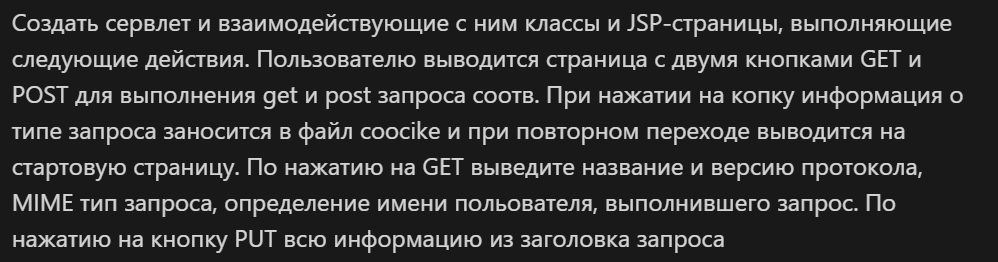 Создать сервлет и взаимодействующие с ним классы и JSP-страницы, выполняющие
следующие действия. Пользователю выводится страница с двумя кнопками GET и
POST для выполнения get и post запроса соотв. При нажатии на копку информация о
типе запроса заносится в файл coocike и при повторном переходе выводится на
стартовую страницу. По нажатию на GET выведите название и версию протокола,
MIME тип запроса, определение имени польователя, выполнившего запрос. По
нажатию на кнопку PUT всю информацию из заголовка запроса